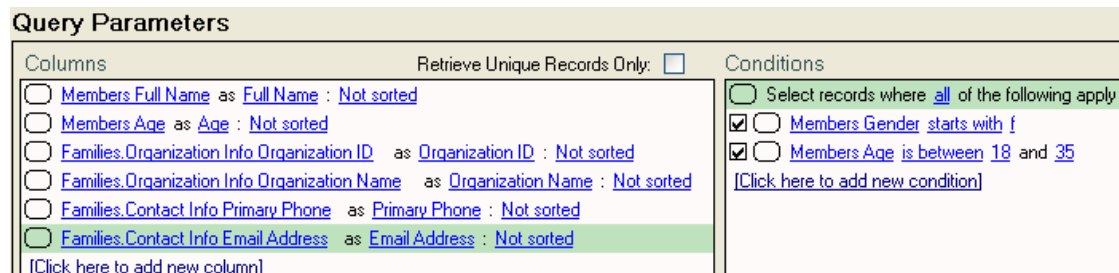 Query Parameters
Columns
Retrieve Unique Records Only:
Members Full Name as Full Name : Not sorted
Members Age as Age : Not sorted
Families.Organization Info Organization ID as Organization ID : Not sorted
Families.Organization Info Organization Name as Organization Name : Not sorted
Families.Contact Info Primary Phone as Primary Phone : Not sorted
Families.Contact Info Email Address as Email Address : Not sorted
[Click here to add new column]
Conditions
Select records where all of the following apply
Members Gender starts with f
Members Age is between 18 and 35
[Click here to add new condition]